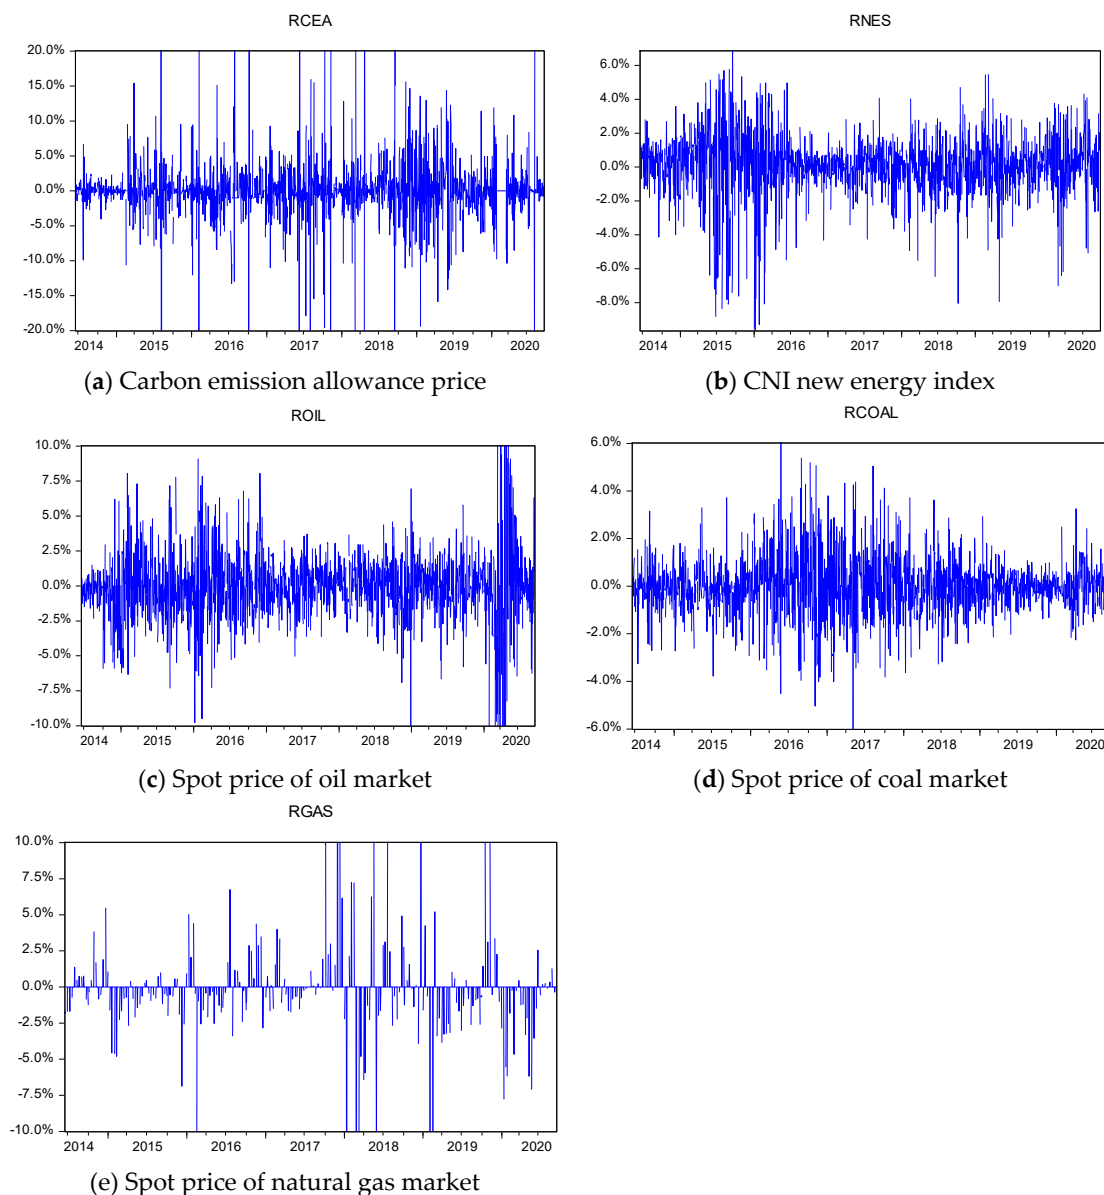 RCEA
20.0%
15.0%
10.0%
5.0%
0.0%
-5.0%
-10.0%
-15.0%
-20.0%
2014 2015 2016 2017 2018 2019 2020
(a) Carbon emission allowance price
RNES
6.0%
4.0%
2.0%
0.0%
-2.0%
-4.0%
-6.0%
-8.0%
2014 2015 2016 2017 2018 2019 2020
(b) CNI new energy index
ROIL
10.0%
7.5%
5.0%
2.5%
0.0%
-2.5%
-5.0%
-7.5%
-10.0%
2014 2015 2016 2017 2018 2019 2020
(c) Spot price of oil market
RCOAL
6.0%
4.0%
2.0%
0.0%
-2.0%
-4.0%
-6.0%
2014 2015 2016 2017 2018 2019 2020
(d) Spot price of coal market
RGAS
10.0%
7.5%
5.0%
2.5%
0.0%
-2.5%
-5.0%
-7.5%
-10.0%
2014 2015 2016 2017 2018 2019 2020
(e) Spot price of natural gas market